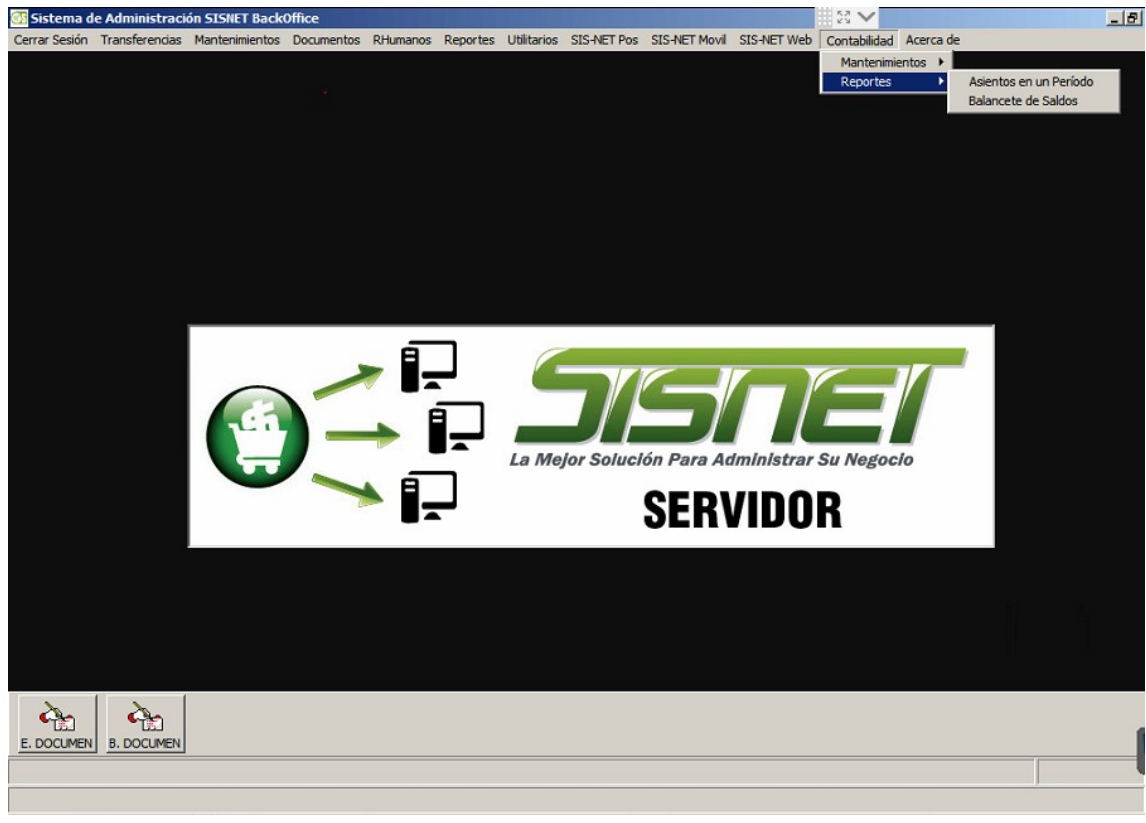 Sistema de Administración SISNET BackOffice
Cerrar Sesión Transferencias Mantenimientos Documentos RHumanos Reportes Utilitarios SIS-NET Pos SIS-NET Movil SIS-NET Web Contabilidad Acerca de
Mantenimientos
Reportes
Asientos en un Período
Balancete de Saldos
SISNET
La Mejor Solución Para Administrar Su Negocio
SERVIDOR
E. DOCUMEN B. DOCUMEN